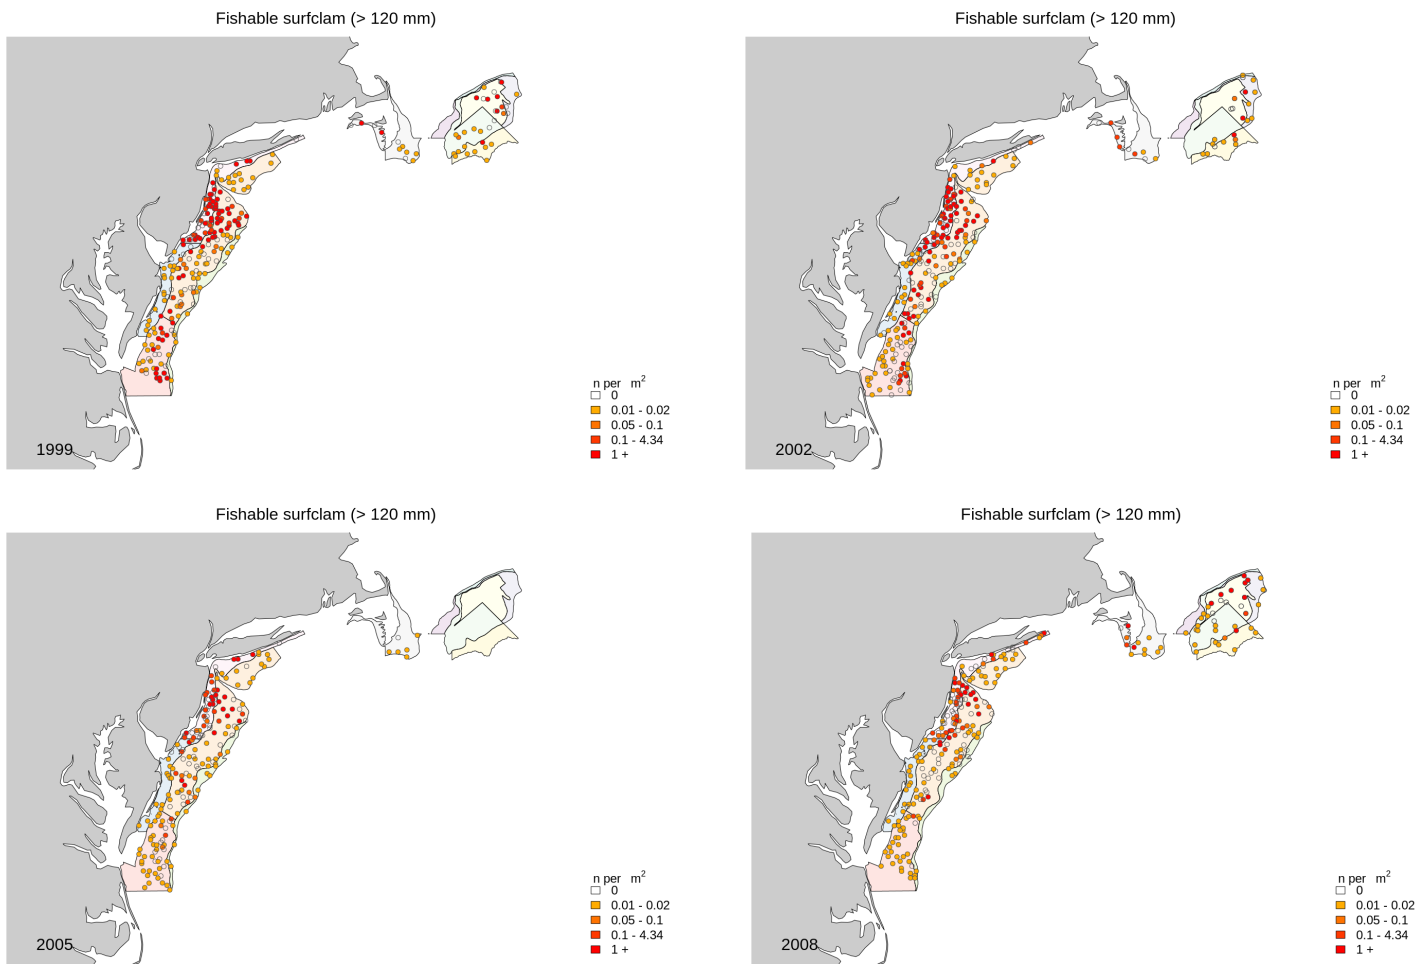 Fishable surfclam (> 120 mm)
n per m²
0
0.01 - 0.02
0.05 - 0.1
0.1 - 4.34
1 +
1999
Fishable surfclam (> 120 mm)
n per m²
0
0.01 - 0.02
0.05 - 0.1
0.1 - 4.34
1 +
2002
Fishable surfclam (> 120 mm)
n per m²
0
0.01 - 0.02
0.05 - 0.1
0.1 - 4.34
1 +
2005
Fishable surfclam (> 120 mm)
n per m²
0
0.01 - 0.02
0.05 - 0.1
0.1 - 4.34
1 +
2008